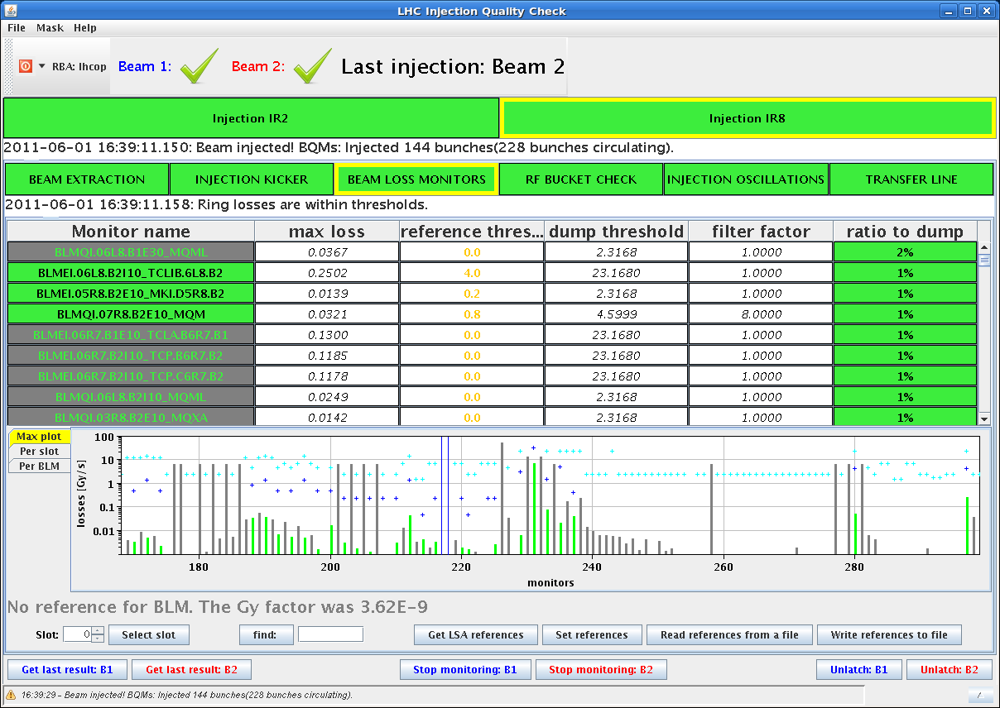 LHC Injection Quality Check
File Mask Help
RBA: lhcop Beam 1: Beam 2: Last injection: Beam 2
Injection IR2 Injection IR8
2011-06-01 16:39:11.150: Beam injected! BQMs: Injected 144 bunches(228 bunches circulating).
BEAM EXTRACTION INJECTION KICKER BEAM LOSS MONITORS RF BUCKET CHECK INJECTION OSCILLATIONS TRANSFER LINE
2011-06-01 16:39:11.158: Ring losses are within thresholds.
Monitor name max loss reference thres... dump threshold filter factor ratio to dump
BLMQI.06L8.B1E30_MQML 0.0367 0.0 2.3168 1.0000 2%
BLMEI.06L8.B2I10_TCLIB.6L8.B2 0.2502 4.0 23.1680 1.0000 1%
BLMEI.05R8.B2E10_MKI.D5R8.B2 0.0139 0.2 2.3168 1.0000 1%
BLMQI.07R8.B2E10_MQM 0.0321 0.8 4.5999 8.0000 1%
BLMEI.06R7.B1E10_TCLA.B6R7.B1 0.1300 0.0 23.1680 1.0000 1%
BLMEI.06R7.B2I10_TCP.B6R7.B2 0.1185 0.0 23.1680 1.0000 1%
BLMEI.06R7.B2I10_TCP.C6R7.B2 0.1178 0.0 23.1680 1.0000 1%
BLMQI.06L8.B2I10_MQML 0.0249 0.0 2.3168 1.0000 1%
BLMQI.03R8.B2E10_MQXA 0.0142 0.0 2.3168 1.0000 1%
Max plot
Per slot
Per BLM
losses [Gy/s]
100
10
1
0.1
0.01
180 200 220 240 260 280
monitors
No reference for BLM. The Gy factor was 3.62E-9
Slot: 0 Select slot find: Get LSA references Set references Read references from a file Write references to file
Get last result: B1 Get last result: B2 Stop monitoring: B1 Stop monitoring: B2 Unlatch: B1 Unlatch: B2
16:39:29 - Beam injected! BQMs: Injected 144 bunches(228 bunches circulating).